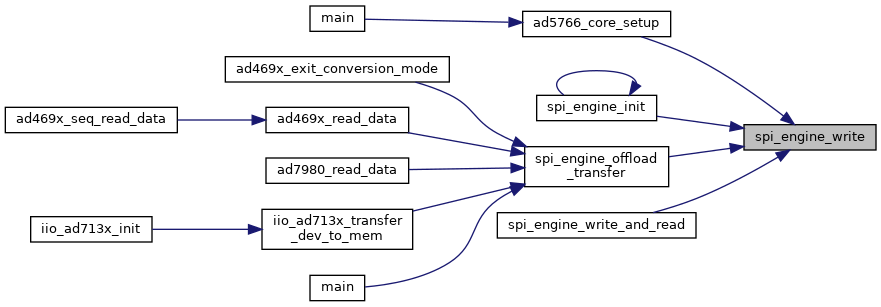 main
ad5766_core_setup
ad469x_exit_conversion_mode
spi_engine_init
ad469x_seq_read_data
ad469x_read_data
spi_engine_write
spi_engine_offload
_transfer
ad7980_read_data
iio_ad713x_transfer
_dev_to_mem
iio_ad713x_init
spi_engine_write_and_read
main